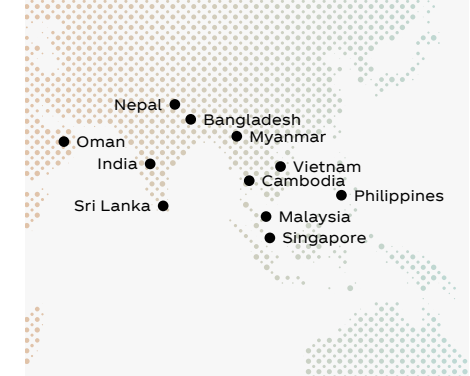 Nepal
Bangladesh
Myanmar
Oman
India
Vietnam
Cambodia
Philippines
Sri Lanka
Malaysia
Singapore